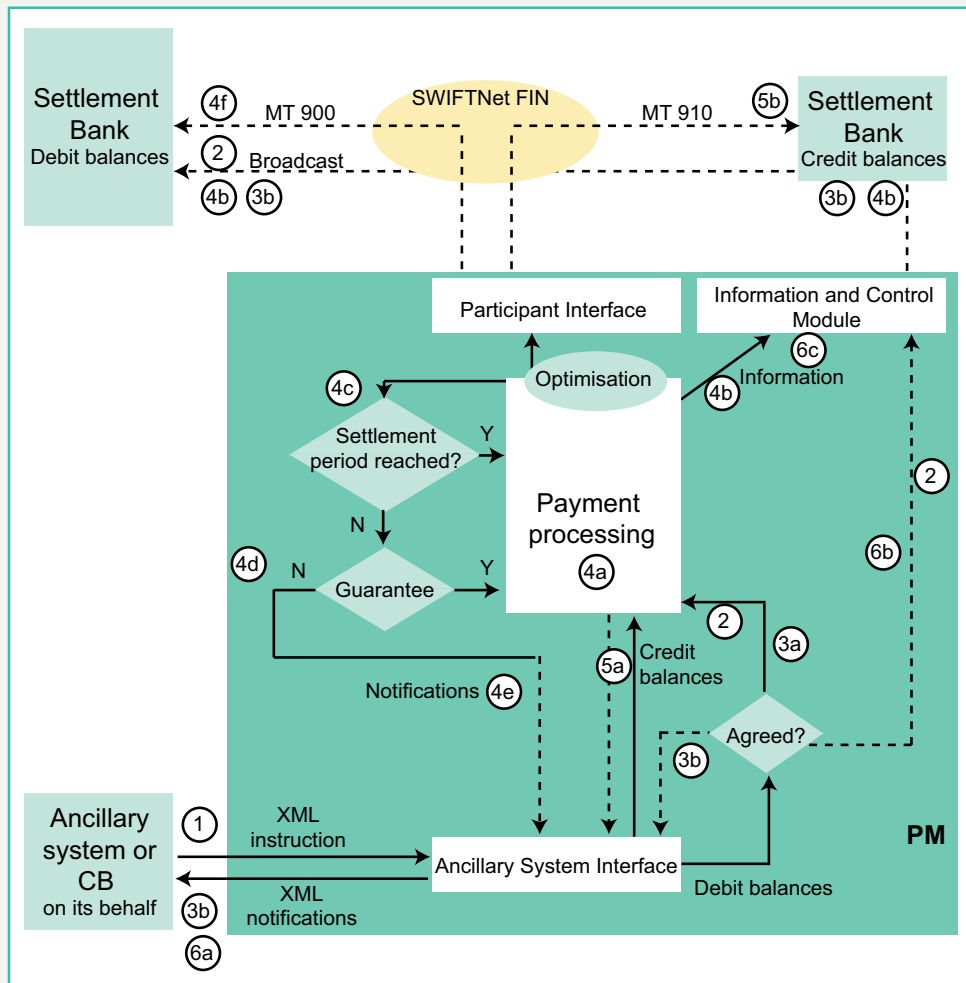 Settlement
Bank
Debit balances
4f
MT 900
SWIFTNet FIN
MT 910
5b
Settlement
Bank
Credit balances
2
Broadcast
4b
3b
3b
4b
Participant Interface
Information and Control
Module
6c
Optimisation
Information
4b
4c
Settlement
period reached?
Y
N
Payment
processing
4a
2
6b
4d
N
Guarantee
Y
2
3a
5a
Credit
balances
Notifications
4e
Agreed?
3b
Ancillary
system or
CB
on its behalf
1
XML
instruction
Ancillary System Interface
PM
Debit balances
XML
notifications
3b
6a